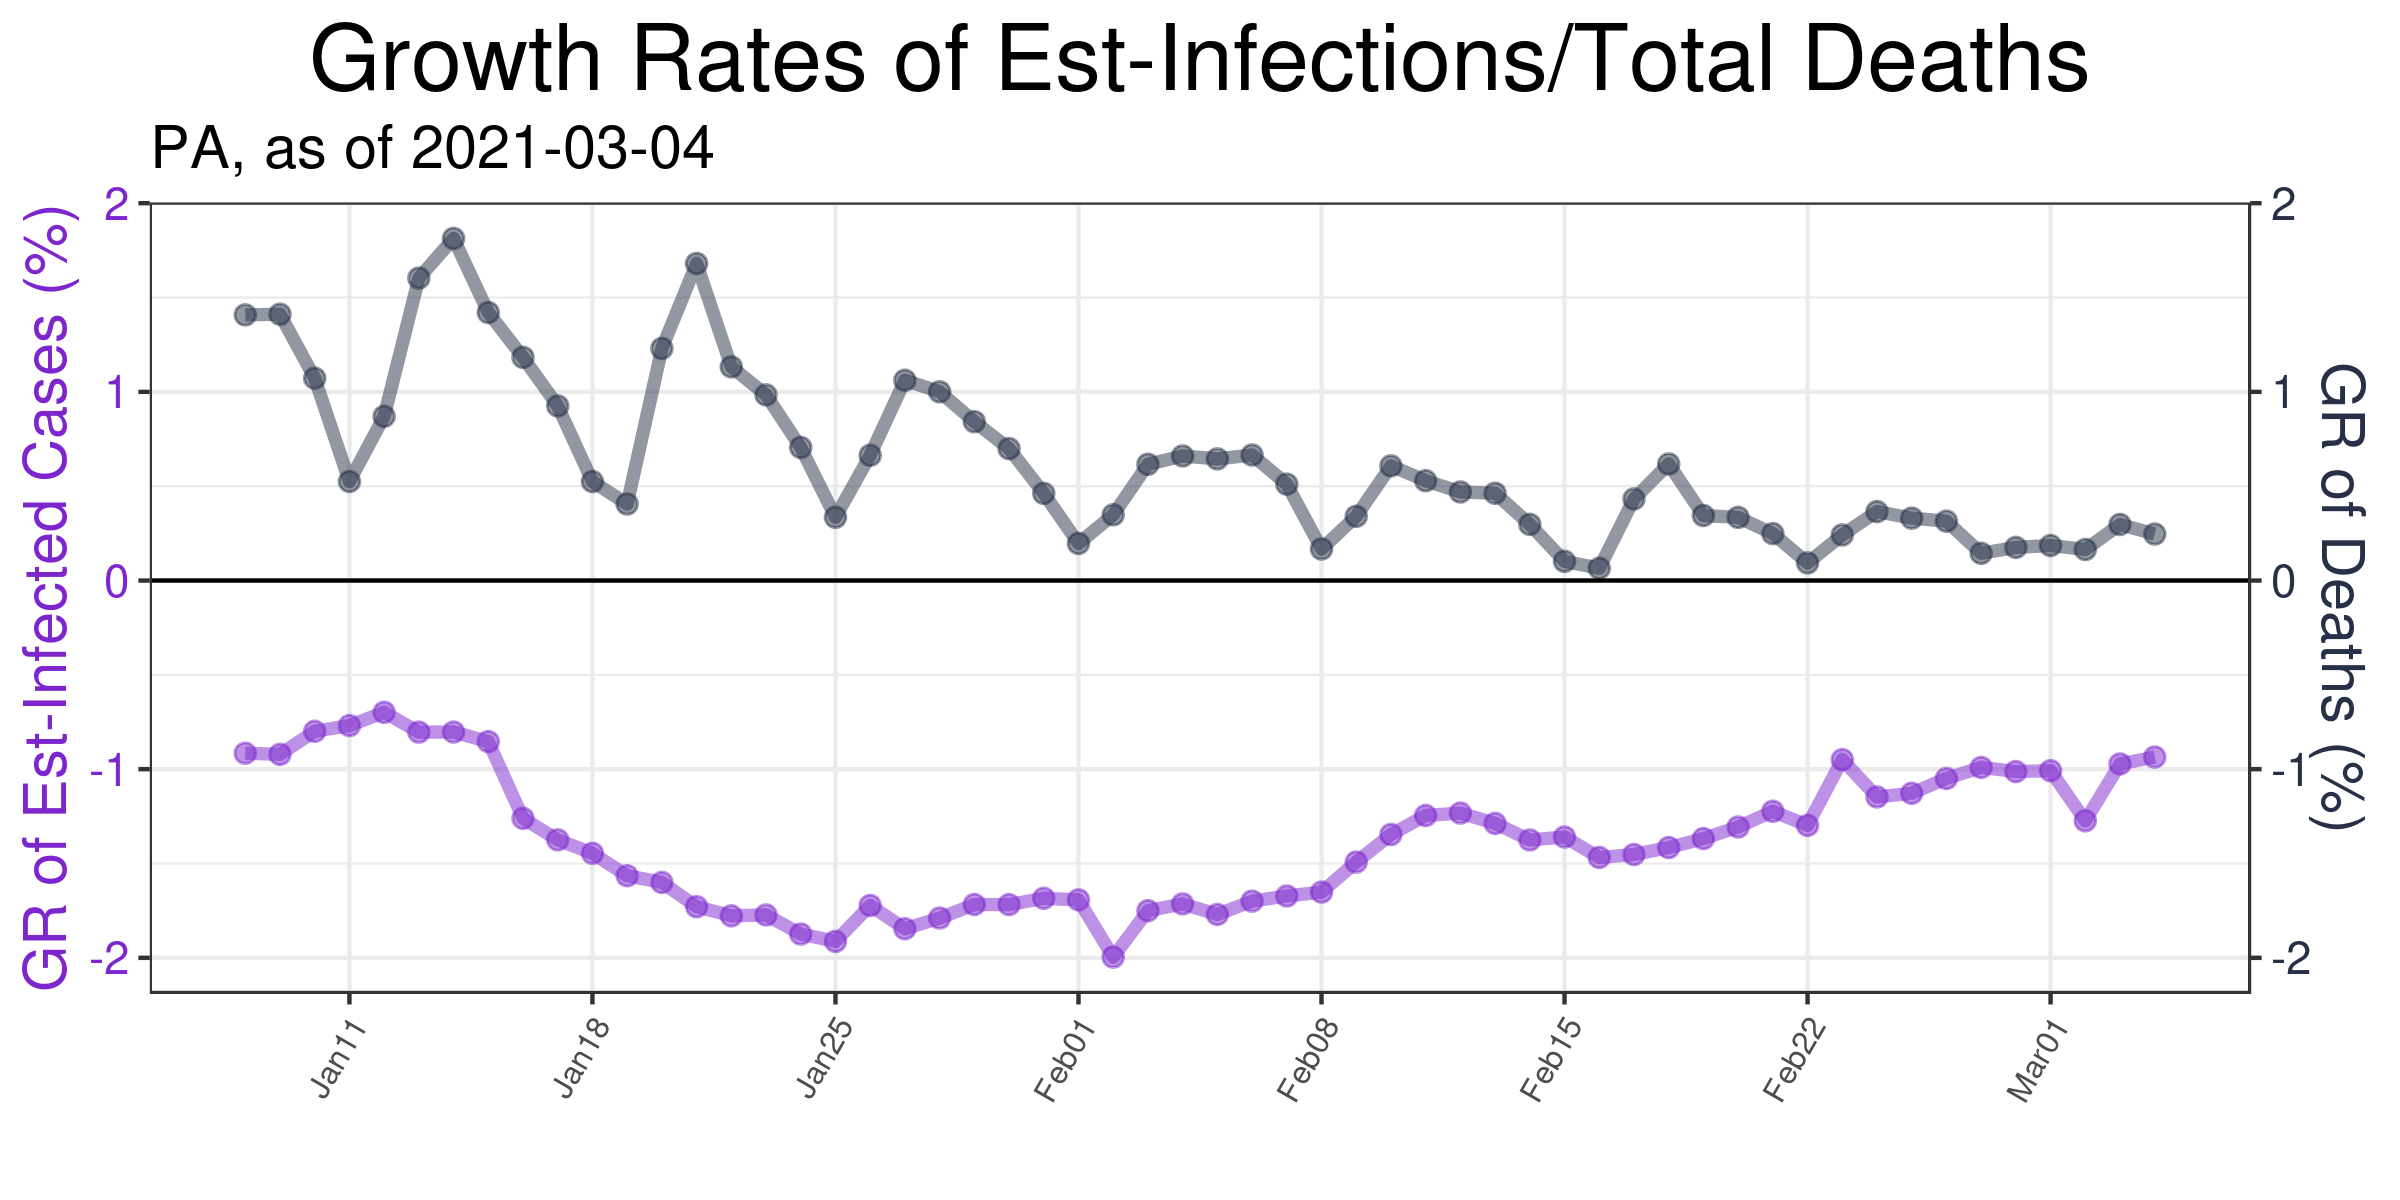 Growth Rates of Est-Infections/Total Deaths
PA, as of 2021-03-04
GR of Est-Infected Cases (%)
2
1
0
-1
-2
2
1
0
-1
-2
GR of Deaths (%)
Jan11
Jan18
Jan25
Feb01
Feb08
Feb15
Feb22
Mar01